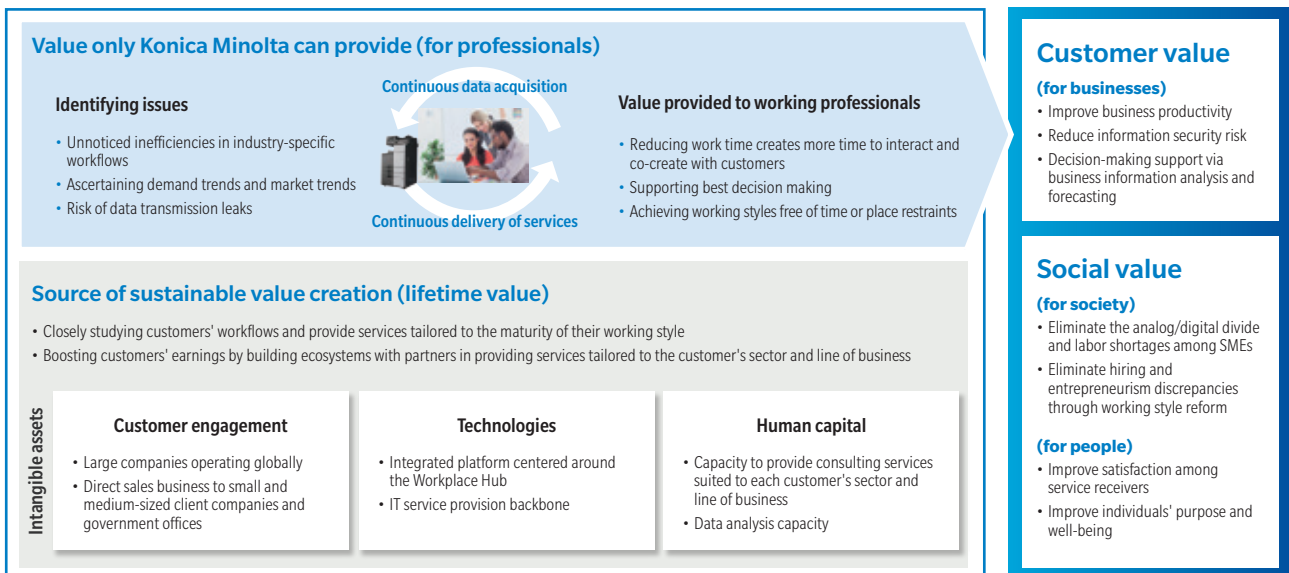 Value only Konica Minolta can provide (for professionals)
Identifying issues
• Unnoticed inefficiencies in industry-specific
workflows
• Ascertaining demand trends and market trends
• Risk of data transmission leaks
Continuous data acquisition
Continuous delivery of services
Value provided to working professionals
• Reducing work time creates more time to interact and
co-create with customers
• Supporting best decision making
• Achieving working styles free of time or place restraints
Source of sustainable value creation (lifetime value)
• Closely studying customers' workflows and provide services tailored to the maturity of their working style
• Boosting customers' earnings by building ecosystems with partners in providing services tailored to the customer's sector and line of business
Intangible assets
Customer engagement
• Large companies operating globally
• Direct sales business to small and
medium-sized client companies and
government offices
Technologies
• Integrated platform centered around
the Workplace Hub
• IT service provision backbone
Human capital
• Capacity to provide consulting services
suited to each customer's sector and
line of business
• Data analysis capacity
Customer value
(for businesses)
• Improve business productivity
• Reduce information security risk
• Decision-making support via
business information analysis and
forecasting
Social value
(for society)
• Eliminate the analog/digital divide
and labor shortages among SMEs
• Eliminate hiring and
entrepreneurism discrepancies
through working style reform
(for people)
• Improve satisfaction among
service receivers
• Improve individuals' purpose and
well-being